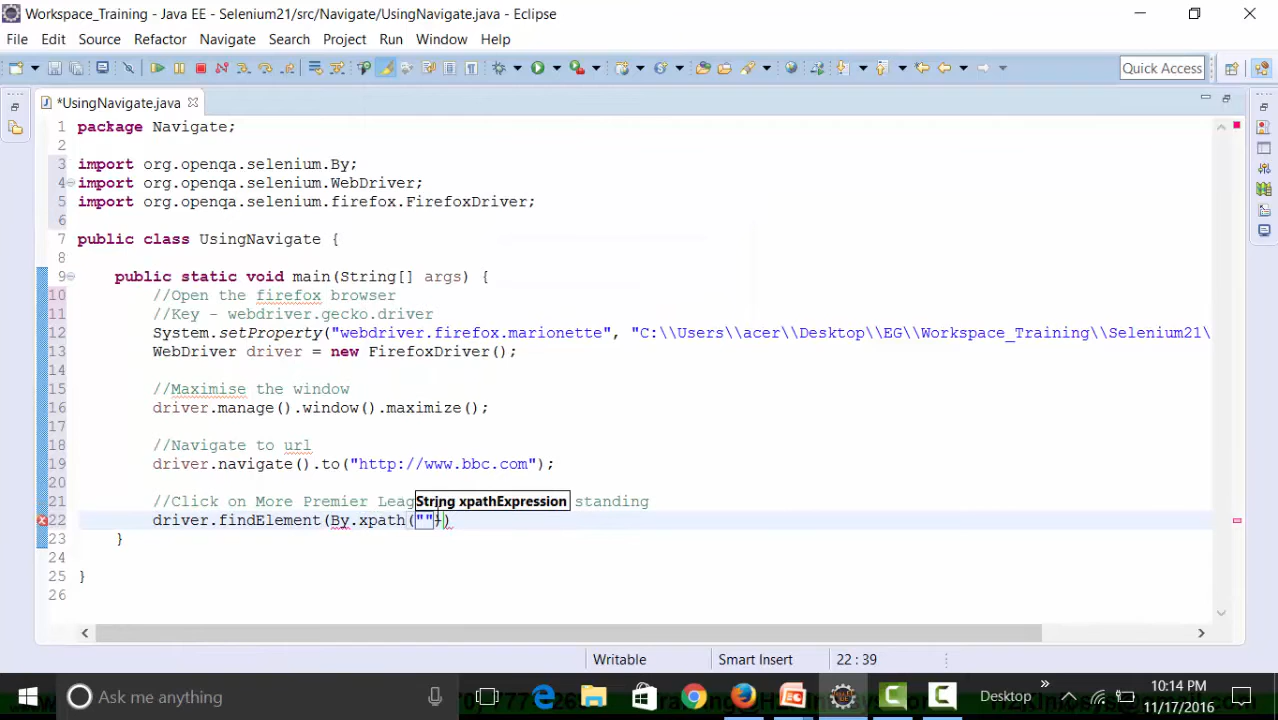 Workspace_Training - Java EE - Selenium21/src/Navigate/UsingNavigate.java - Eclipse
File Edit Source Refactor Navigate Search Project Run Window Help
Quick Access
*UsingNavigate.java
1 package Navigate;
2
3 import org.openqa.selenium.By;
4 import org.openqa.selenium.WebDriver;
5 import org.openqa.selenium.firefox.FirefoxDriver;
6
7 public class UsingNavigate {
8
9 public static void main(String[] args) {
10 //Open the firefox browser
11 //Key - webdriver.gecko.driver
12 System.setProperty("webdriver.firefox.marionette", "C:\\Users\\acer\\Desktop\\EG\\Workspace_Training\\Selenium21\
13 WebDriver driver = new FirefoxDriver();
14
15 //Maximise the window
16 driver.manage().window().maximize();
17
18 //Navigate to url
19 driver.navigate().to("http://www.bbc.com");
20
21 //Click on More Premier Leag String xpathExpression standing
22 driver.findElement(By.xpath(""))
23 }
24
25 }
26
Writable Smart Insert 22 : 39
Ask me anything Desktop 10:14 PM
11/17/2016